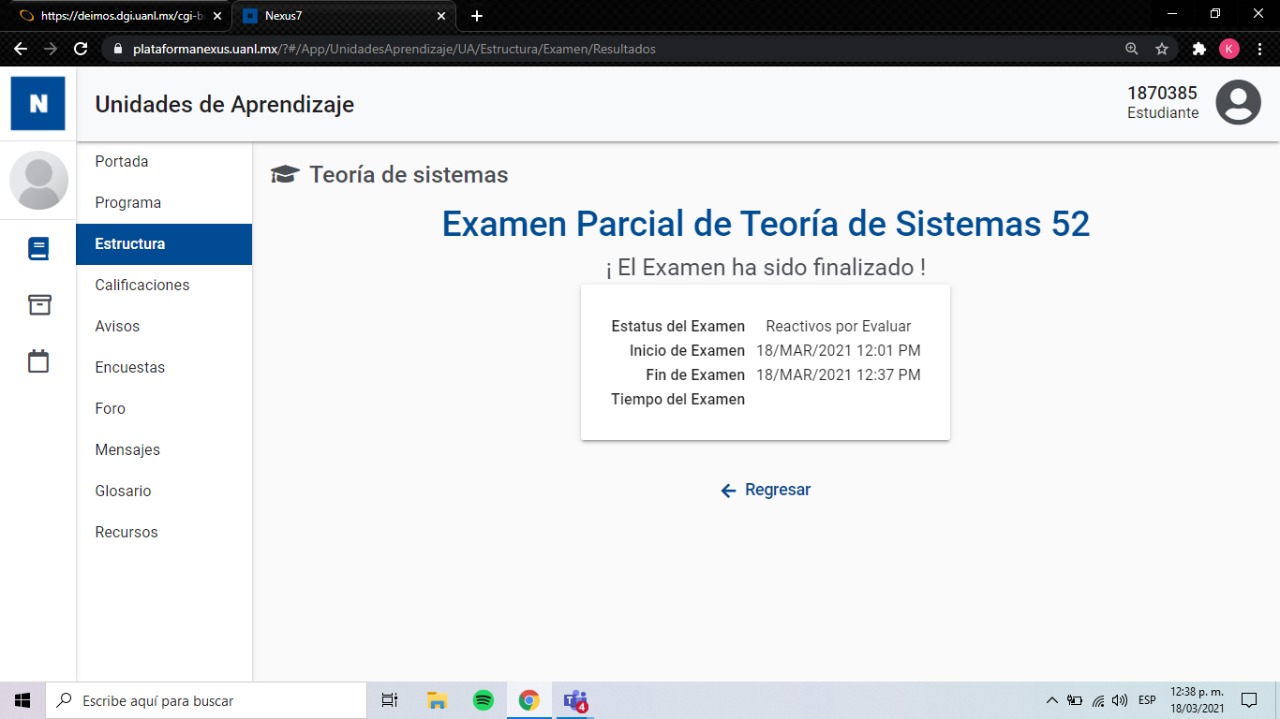 https://deimos.dgi.uanl.mx/cgi-b
Nexus7
plataformanexus.uanl.mx/?#/App/UnidadesAprendizaje/UA/Estructura/Examen/Resultados
K
N
Unidades de Aprendizaje
1870385
Estudiante
Portada
Programa
Estructura
Calificaciones
Avisos
Encuestas
Foro
Mensajes
Glosario
Recursos
Teoría de sistemas
Examen Parcial de Teoría de Sistemas 52
¡ El Examen ha sido finalizado !
Estatus del Examen Reactivos por Evaluar
Inicio de Examen 18/MAR/2021 12:01 PM
Fin de Examen 18/MAR/2021 12:37 PM
Tiempo del Examen
Regresar
Escribe aquí para buscar
4
ESP
12:38 p. m.
18/03/2021